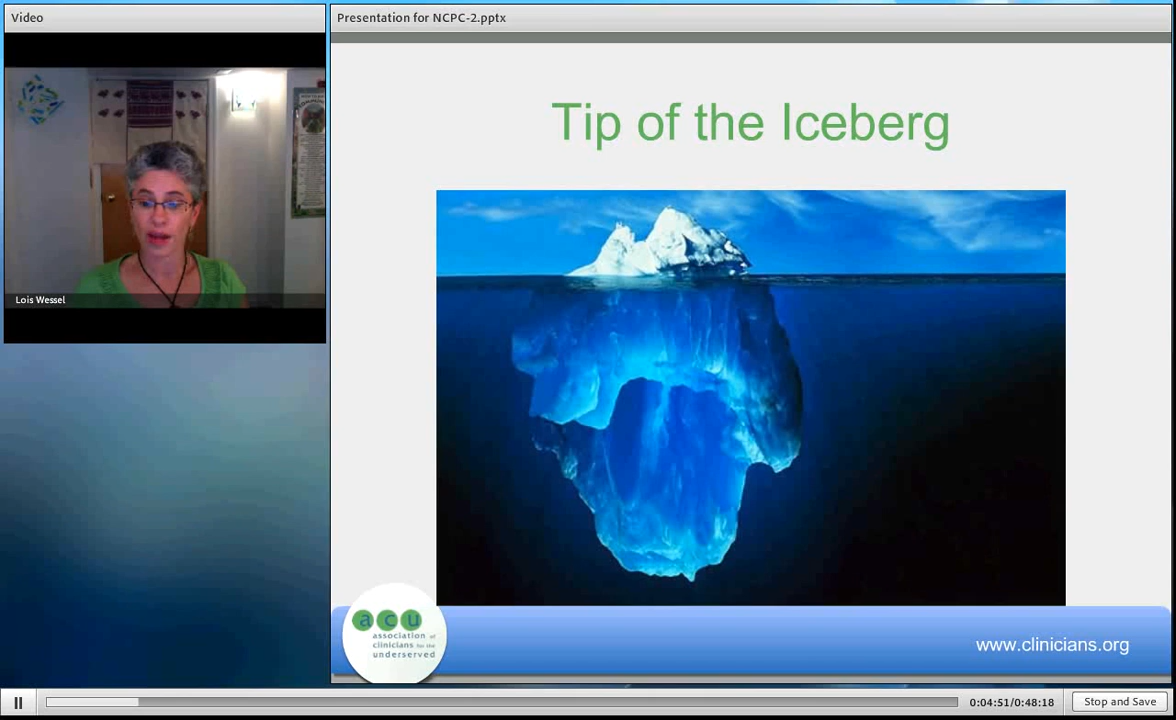 Video
Lois Wessel
Presentation for NCPC-2.pptx
Tip of the Iceberg
acu
association of
clinicians for the
underserved
www.clinicians.org
0:04:51/0:48:18
Stop and Save